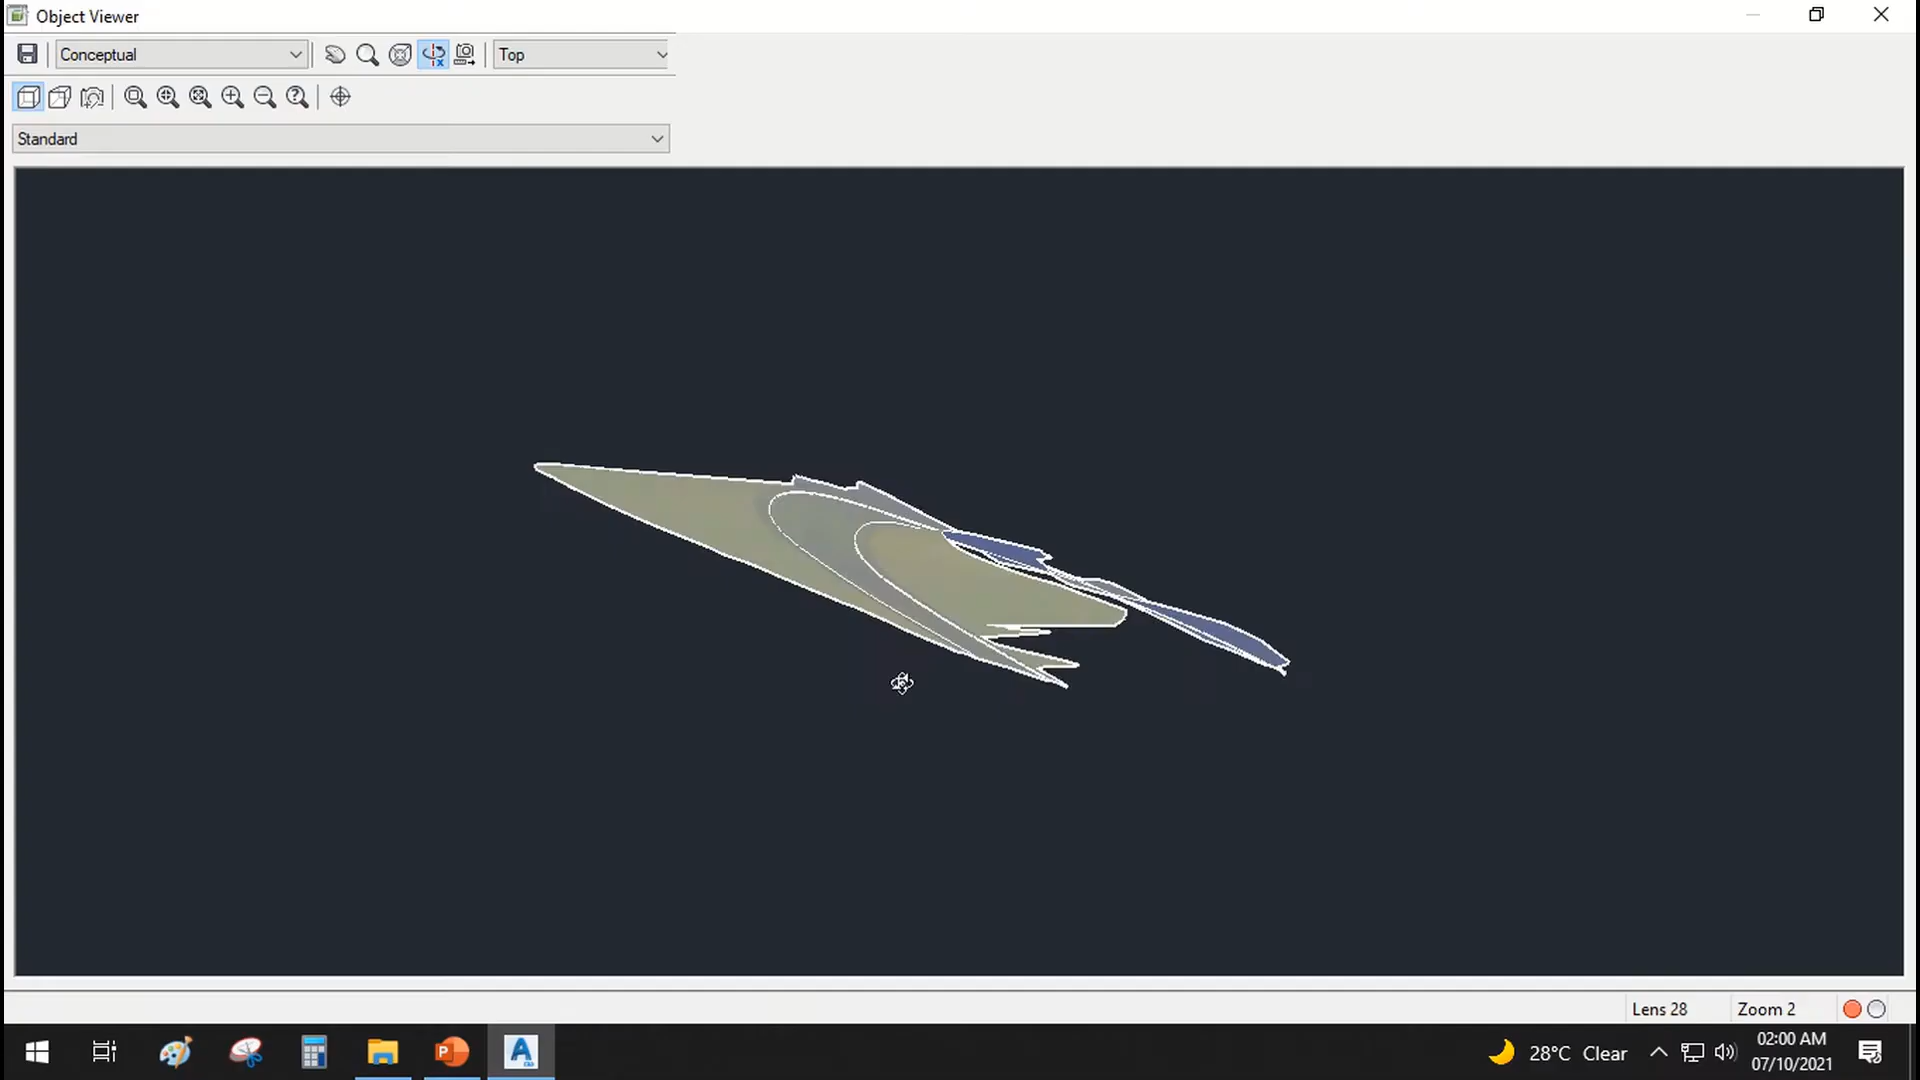 Object Viewer
Conceptual
Top
Standard
Lens 28
Zoom 2
28°C Clear
02:00 AM
07/10/2021